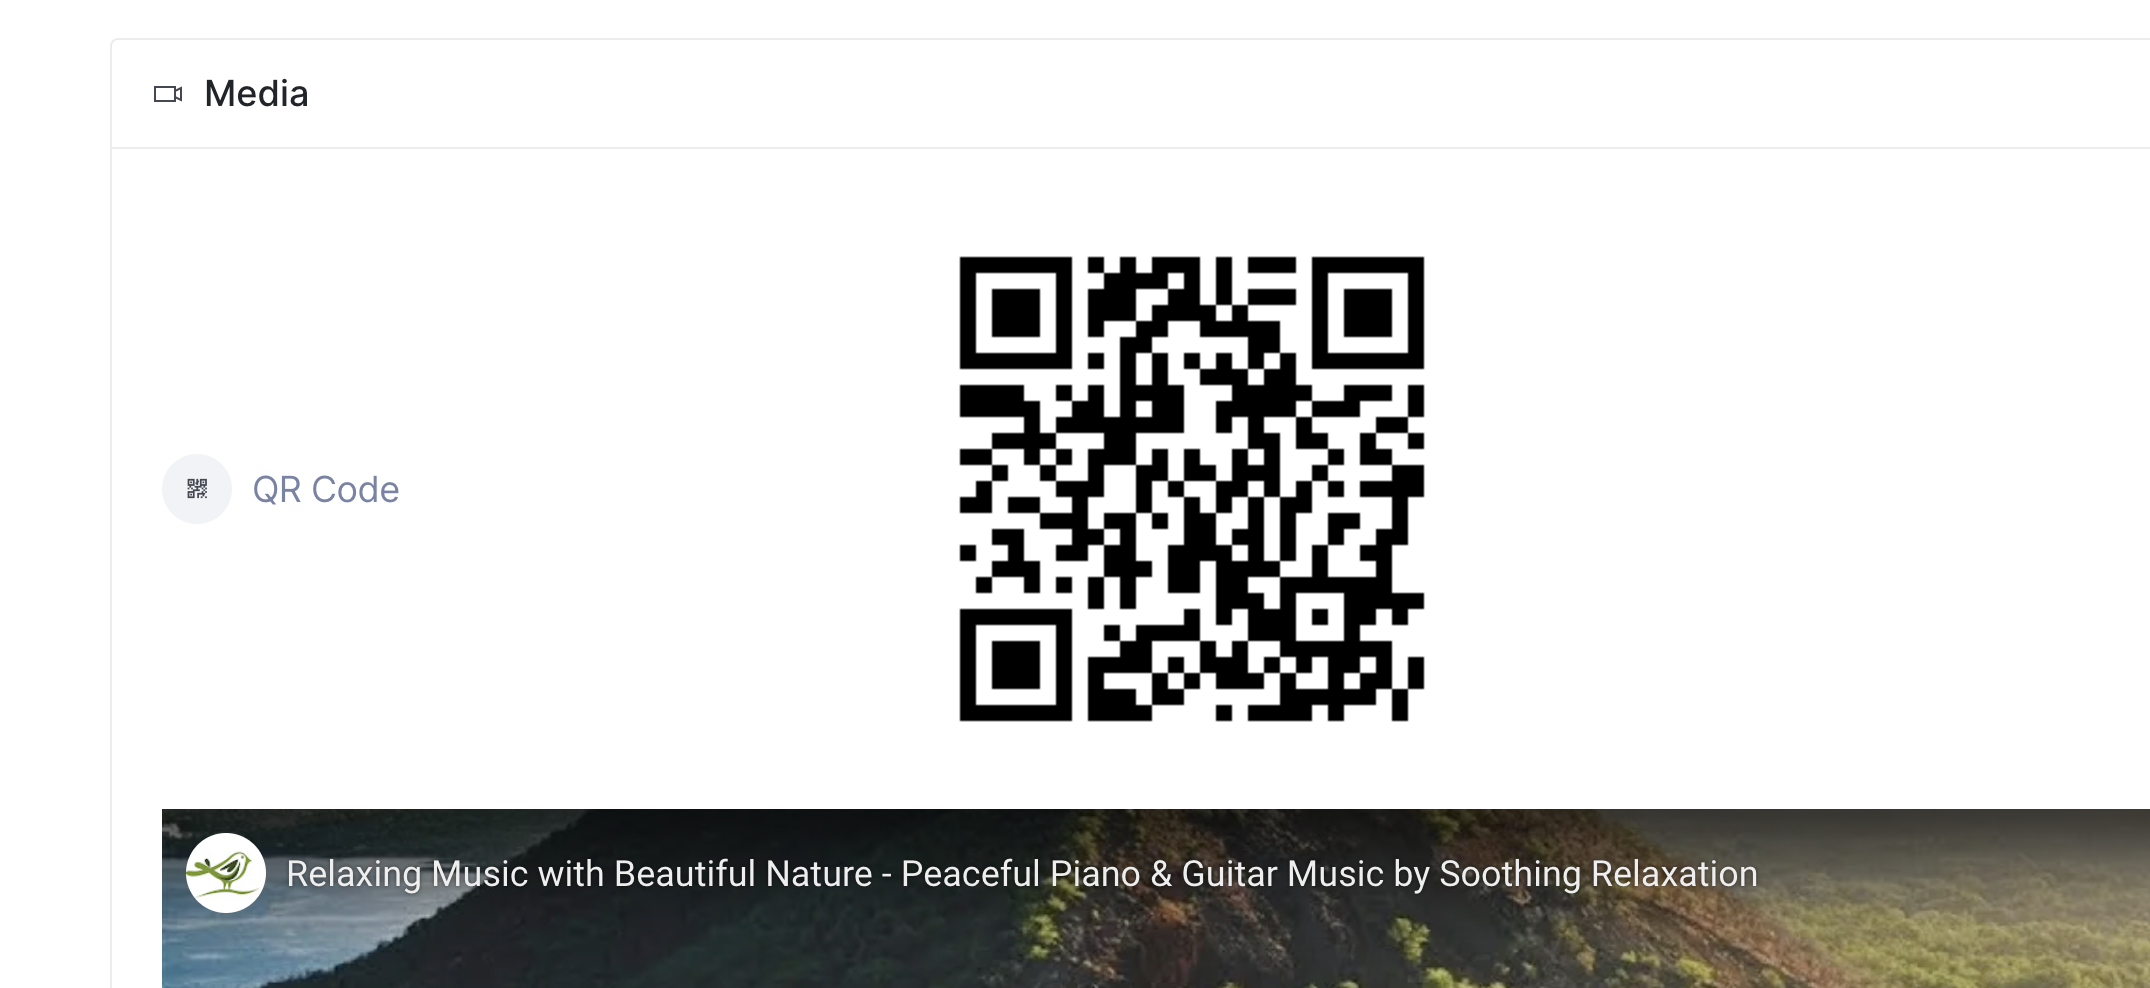 Media
QR Code
Relaxing Music with Beautiful Nature - Peaceful Piano & Guitar Music by Soothing Relaxation